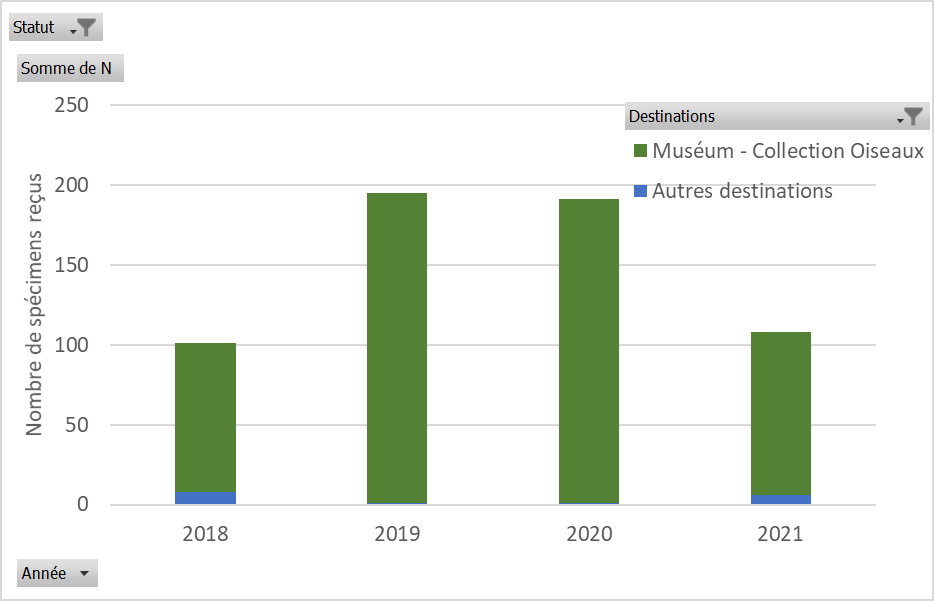 Statut
Somme de N
250
200
150
100
50
0
Nombre de spécimens reçus
Destinations
Muséum - Collection Oiseaux
Autres destinations
2018 2019 2020 2021
Année